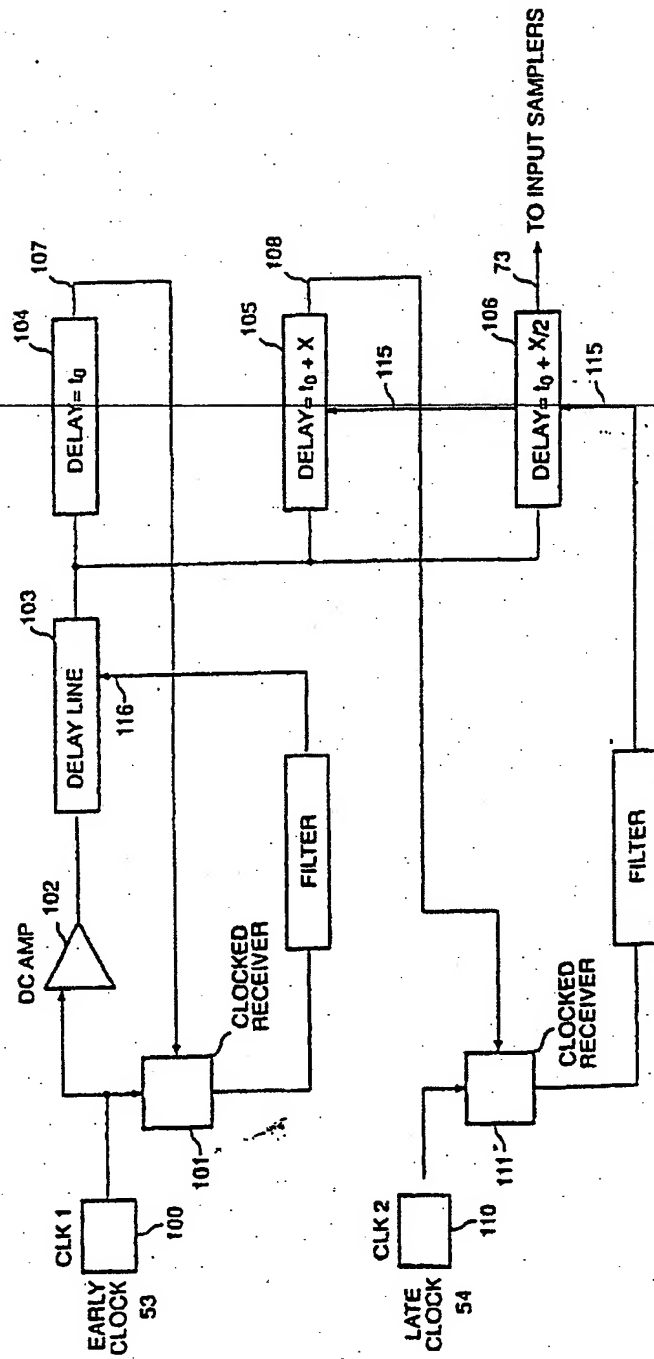 EARLY
CLOCK
53
CLK 1
100
101
CLOCKED
RECEIVER
DC AMP
102
DELAY LINE
103
116
FILTER
DELAY = t₀
104
107
DELAY = t₀ + X
105
108
115
DELAY = t₀ + X/2
106
73
TO INPUT SAMPLERS
115
LATE
CLOCK
54
CLK 2
110
111
CLOCKED
RECEIVER
FILTER